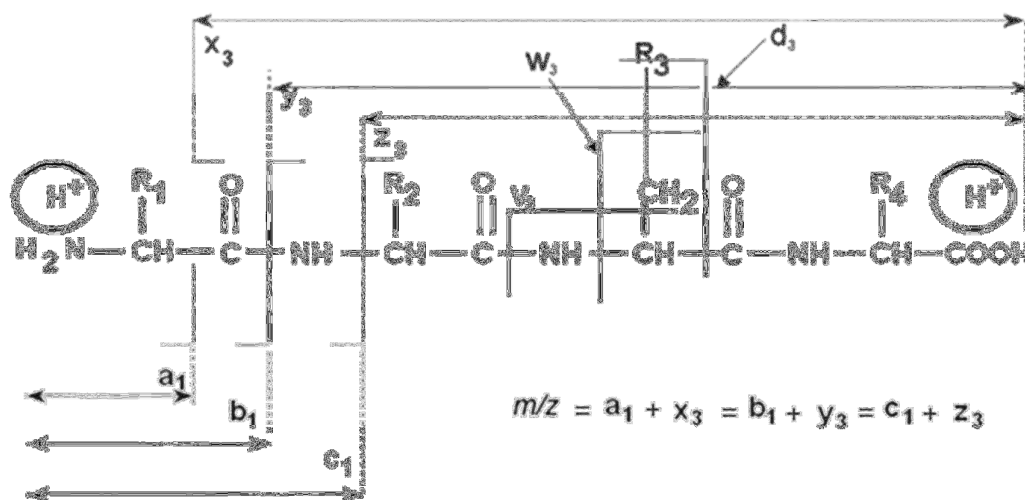 x₃
d₃
W₃
R₃
y₃
z₃
H⁺ R₁ O R₂ O V₃ CH₂ O R₄ H⁺
H₂N CH C NH CH C NH CH C NH CH COOH
a₁
b₁
c₁
m/z = a₁ + x₃ = b₁ + y₃ = c₁ + z₃